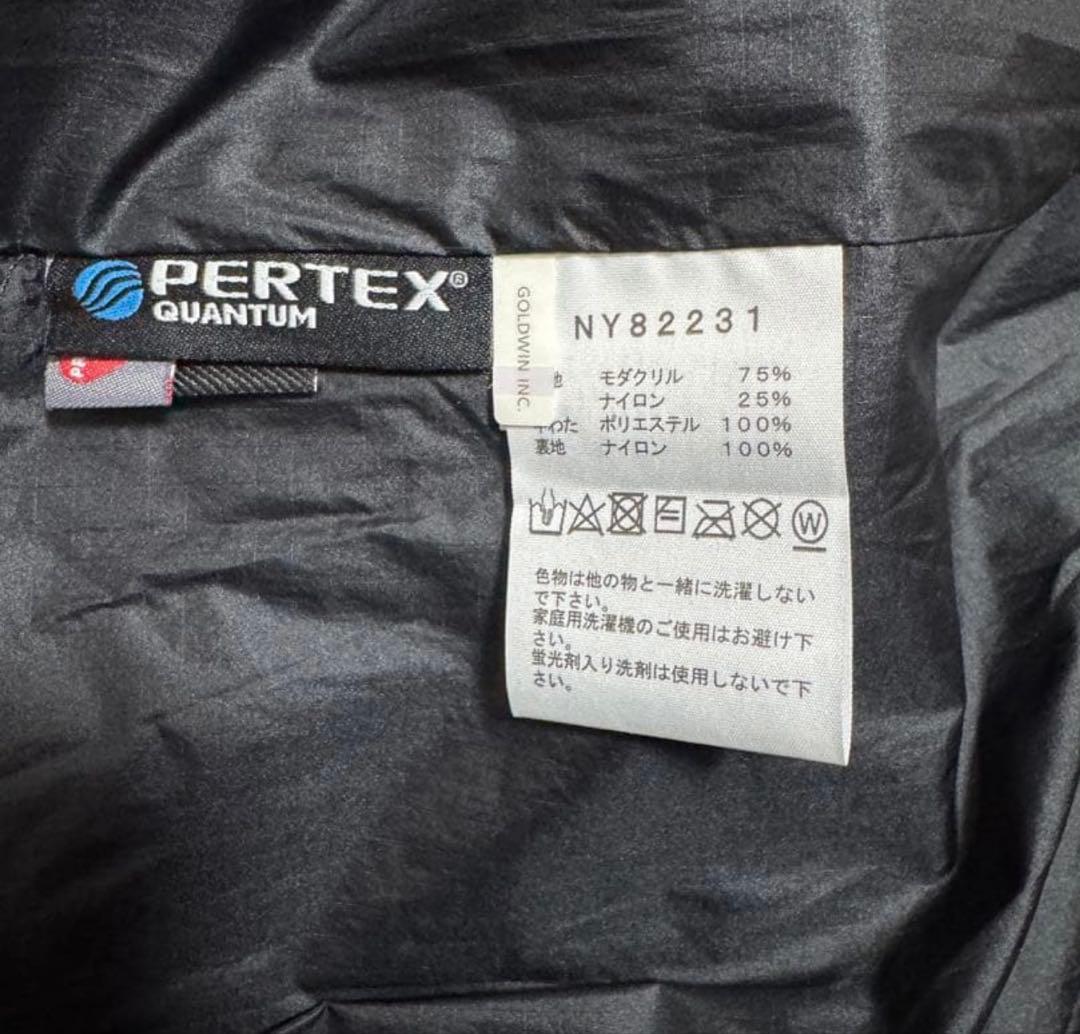 PERTEX®
QUANTUM
GOLDWIN INC.
NY82231
地 モダクリル 75%
ナイロン 25%
中わた ポリエステル 100%
裏地 ナイロン 100%
W
色物は他の物と一緒に洗濯しない
で下さい。
家庭用洗濯機のご使用はお避け下
さい。
蛍光剤入り洗剤は使用しないで下
さい。